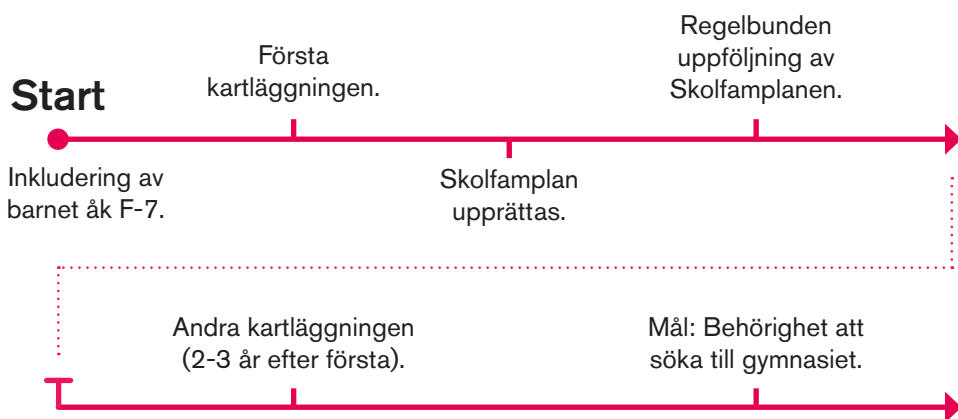 Start
Inkludering av
barnet åk F-7.
Första
kartläggningen.
Skolfamplan
upprättas.
Regelbunden
uppföljning av
Skolfamplanen.
Andra kartläggningen
(2-3 år efter första).
Mål: Behörighet att
söka till gymnasiet.